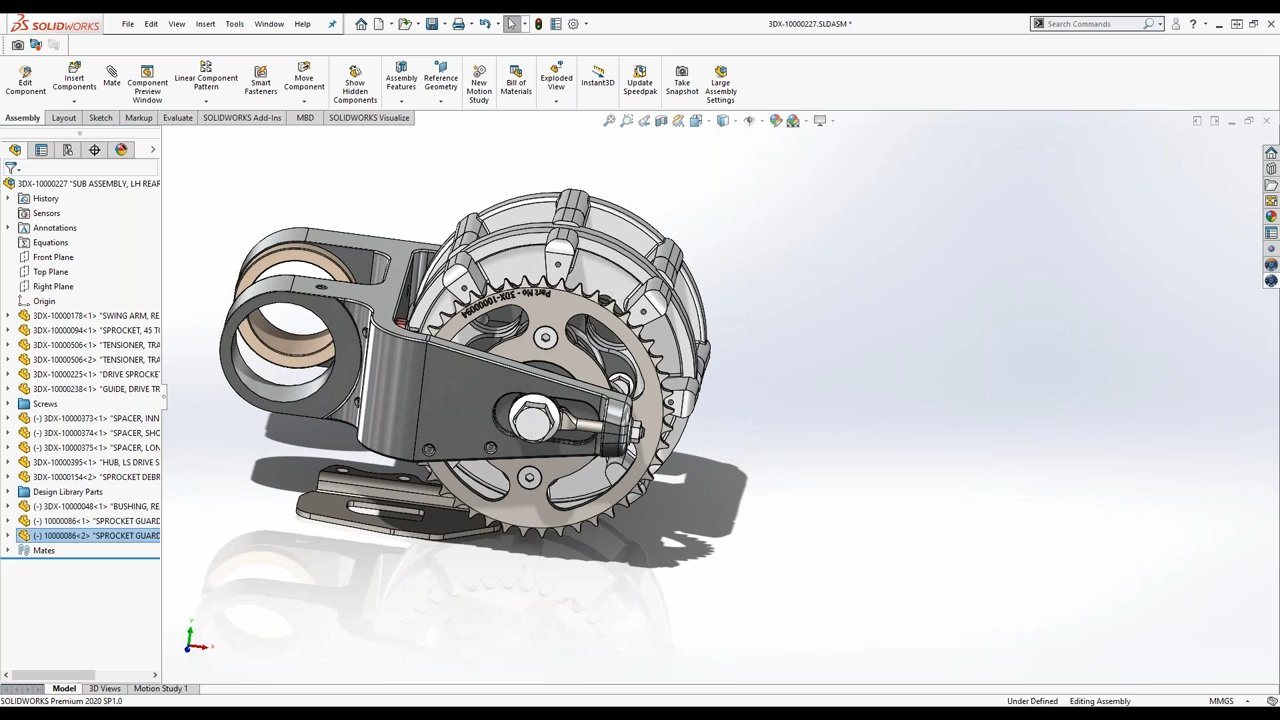 SOLIDWORKS
File Edit View Insert Tools Window Help
3DX-10000227.SLDASM *
Search Commands
Edit Component
Insert Components
Mate
Component Preview Window
Linear Component Pattern
Smart Fasteners
Move Component
Show Hidden Components
Assembly Features
Reference Geometry
New Motion Study
Bill of Materials
Exploded View
Instant3D
Update Speedpak
Take Snapshot
Large Assembly Settings
Assembly Layout Sketch Markup Evaluate SOLIDWORKS Add-Ins MBD SOLIDWORKS Visualize
3DX-10000227 "SUB ASSEMBLY, LH REAR
History
Sensors
Annotations
Equations
Front Plane
Top Plane
Right Plane
Origin
3DX-10000178<1> "SWING ARM, RE
3DX-10000094<1> "SPROCKET, 45 TO
3DX-10000506<1> "TENSIONER, TRA
3DX-10000506<2> "TENSIONER, TRA
3DX-10000225<1> "DRIVE SPROCKET
3DX-10000238<1> "GUIDE, DRIVE TR
Screws
(-) 3DX-10000373<1> "SPACER, INN
(-) 3DX-10000374<1> "SPACER, SHO
(-) 3DX-10000375<1> "SPACER, LON
3DX-10000395<1> "HUB, LS DRIVE S
3DX-10000154<2> "SPROCKET DEBR
Design Library Parts
(-) 3DX-10000048<1> "BUSHING, RE
(-) 10000086<1> "SPROCKET GUARD
(-) 10000086<2> "SPROCKET GUARD
Mates
Part No - 3DX-10000094
Y
X
Model 3D Views Motion Study 1
SOLIDWORKS Premium 2020 SP1.0
Under Defined Editing Assembly MMGS